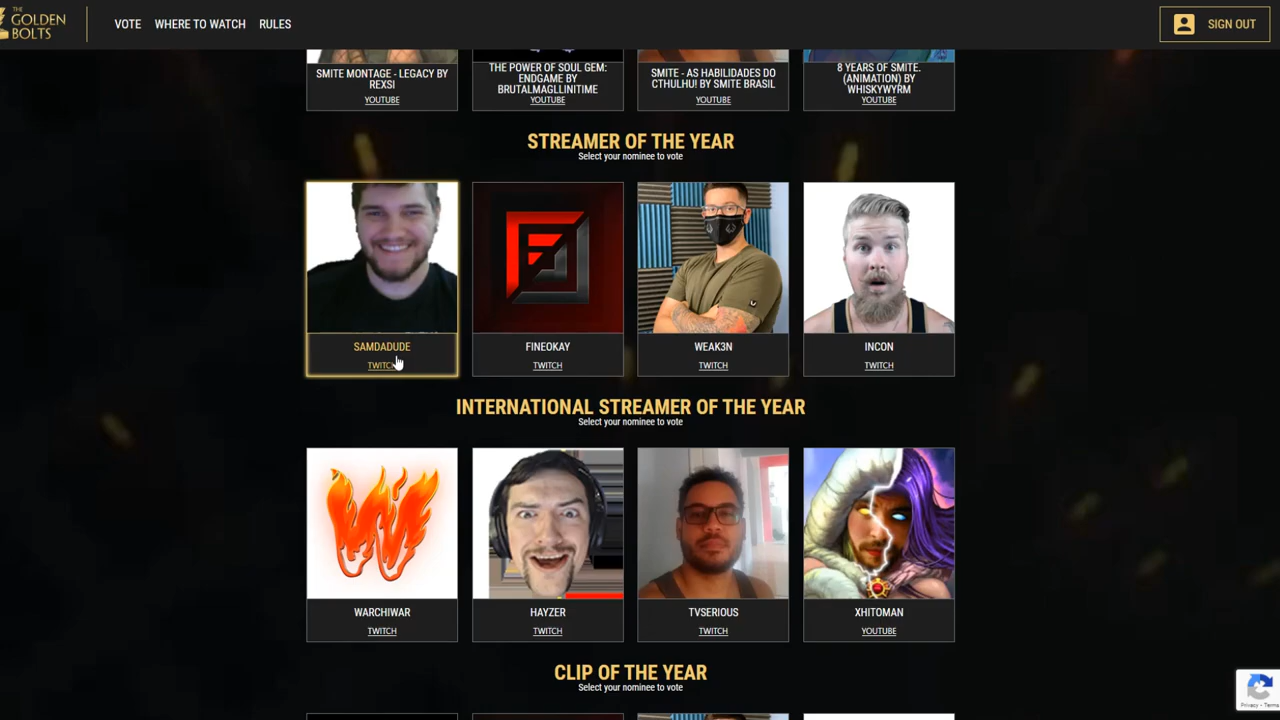 THE
GOLDEN
BOLTS
VOTE
WHERE TO WATCH
RULES
SIGN OUT
SMITE MONTAGE - LEGACY BY
REXSI
YOUTUBE
THE POWER OF SOUL GEM:
ENDGAME BY
BRUTALMAGLLINITIME
YOUTUBE
SMITE - AS HABILIDADES DO
CTHULHU! BY SMITE BRASIL
YOUTUBE
8 YEARS OF SMITE.
(ANIMATION) BY
WHISKYWYRM
YOUTUBE
STREAMER OF THE YEAR
Select your nominee to vote
SAMDADUDE
TWITCH
FINEOKAY
TWITCH
WEAK3N
TWITCH
INCON
TWITCH
INTERNATIONAL STREAMER OF THE YEAR
Select your nominee to vote
WARCHIWAR
TWITCH
HAYZER
TWITCH
TVSERIOUS
TWITCH
XHITOMAN
YOUTUBE
CLIP OF THE YEAR
Select your nominee to vote
Privacy - Terms